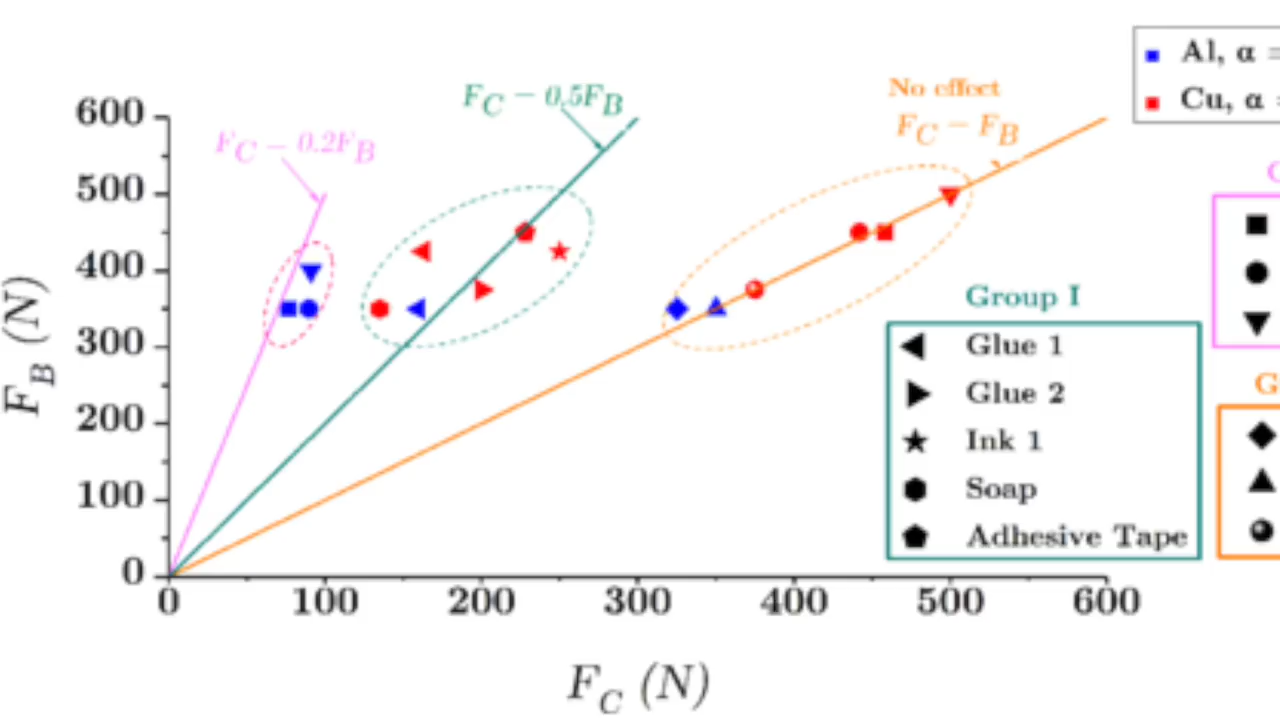 Al, α =
Cu, α =
No effect
F_C − F_B
F_C − 0.5F_B
F_C − 0.2F_B
600
500
400
300
200
100
0
F_B (N)
0 100 200 300 400 500 600
F_C (N)
Group I
Glue 1
Glue 2
Ink 1
Soap
Adhesive Tape
G